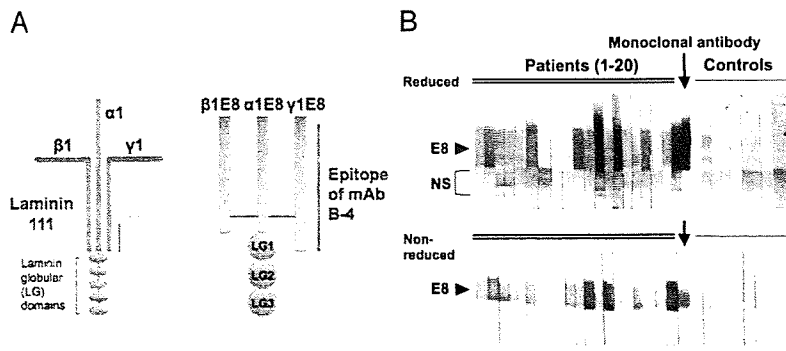 A
α1
β1
γ1
Laminin
111
Laminin
globular
(LG)
domains
β1E8 α1E8 γ1E8
Epitope
of mAb
B-4
LG1
LG2
LG3
B
Monoclonal antibody
Patients (1-20)
Controls
Reduced
E8
NS
Non-
reduced
E8